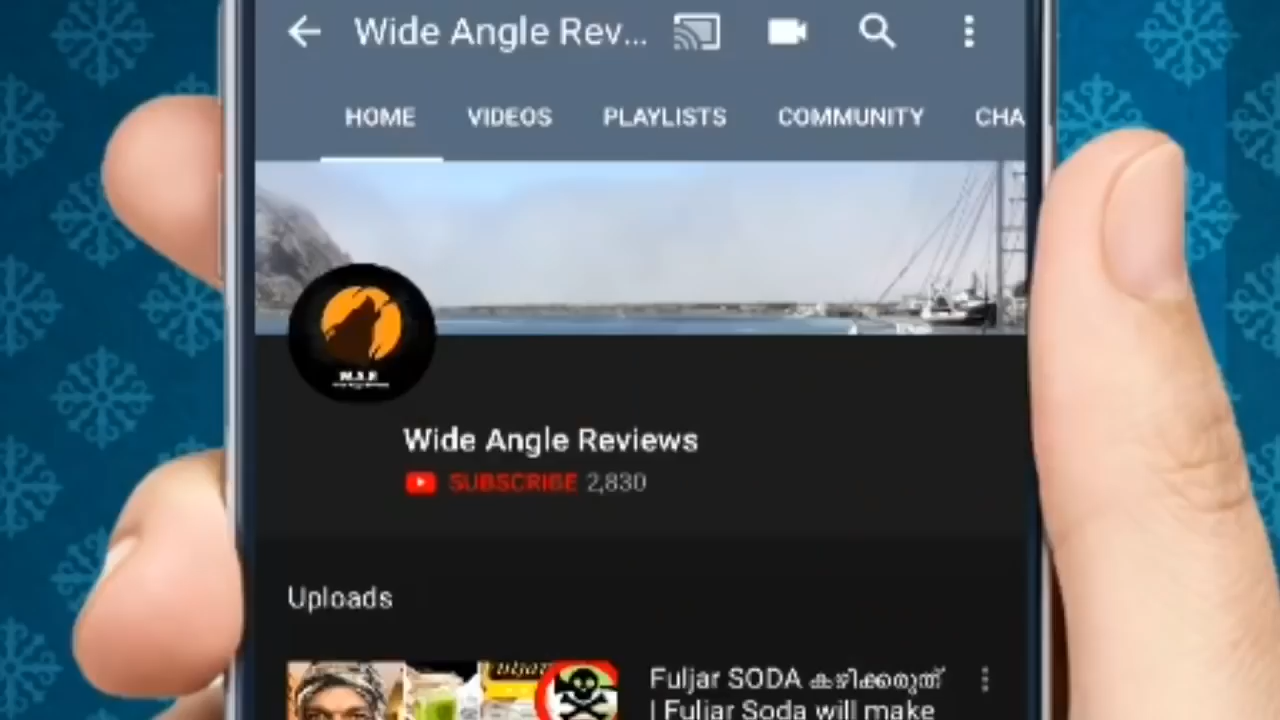 Wide Angle Rev...
HOME VIDEOS PLAYLISTS COMMUNITY CHA
Wide Angle Reviews
SUBSCRIBE 2,830
Uploads
Fuljar SODA കഴിക്കരുത്
| Fuljar Soda will make